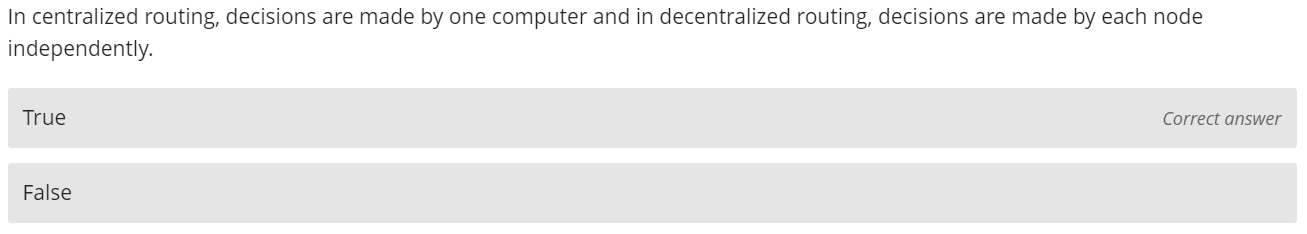 In centralized routing, decisions are made by one computer and in decentralized routing, decisions are made by each node
independently.
True
Correct answer
False